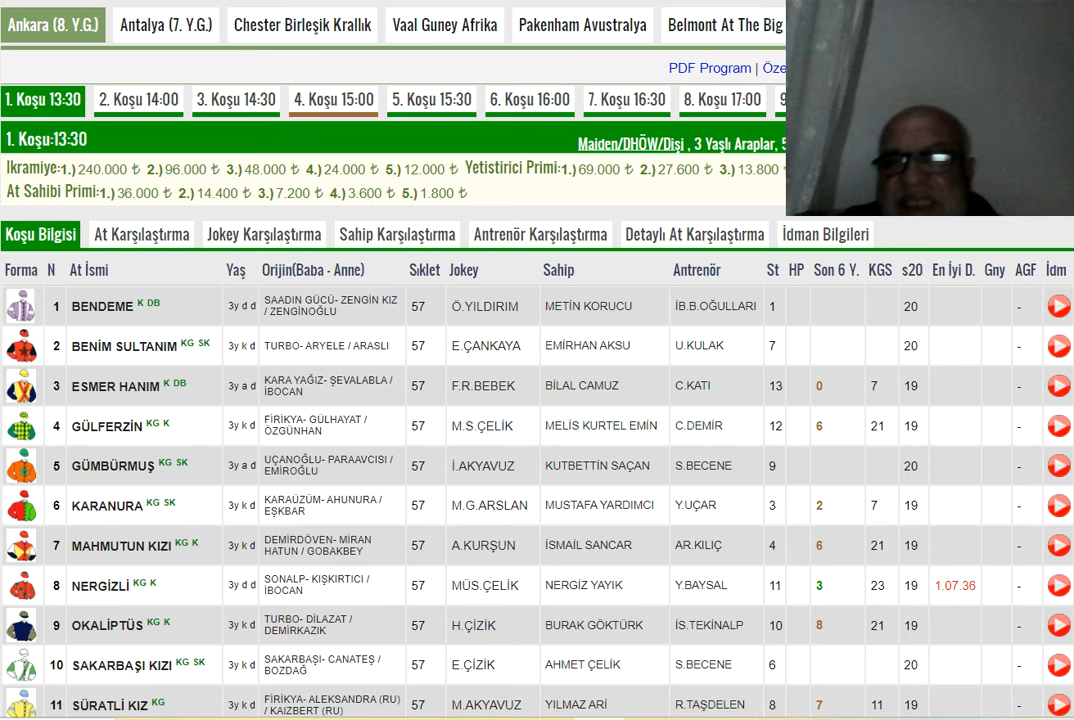 Ankara (8. Y.G.) Antalya (7. Y.G.) Chester Birleşik Krallık Vaal Guney Afrika Pakenham Avustralya Belmont At The Big
PDF Program | Öze
1. Koşu 13:30 2. Koşu 14:00 3. Koşu 14:30 4. Koşu 15:00 5. Koşu 15:30 6. Koşu 16:00 7. Koşu 16:30 8. Koşu 17:00 9
1. Koşu:13:30 Maiden/DHÖW/Dişi , 3 Yaşlı Araplar, 5
Ikramiye:1.) 240.000 ₺ 2.) 96.000 ₺ 3.) 48.000 ₺ 4.) 24.000 ₺ 5.) 12.000 ₺ Yetistirici Primi:1.) 69.000 ₺ 2.) 27.600 ₺ 3.) 13.800
At Sahibi Primi:1.) 36.000 ₺ 2.) 14.400 ₺ 3.) 7.200 ₺ 4.) 3.600 ₺ 5.) 1.800 ₺
Koşu Bilgisi At Karşılaştırma Jokey Karşılaştırma Sahip Karşılaştırma Antrenör Karşılaştırma Detaylı At Karşılaştırma İdman Bilgileri
Forma N At İsmi Yaş Orijin(Baba - Anne) Sıklet Jokey Sahip Antrenör St HP Son 6 Y. KGS s20 En İyi D. Gny AGF İdm
1 BENDEME K DB 3y d d SAADIN GÜCÜ- ZENGİN KIZ / ZENGİNOĞLU 57 Ö.YILDIRIM METİN KORUCU İB.B.OĞULLARI 1 20 -
2 BENİM SULTANIM KG SK 3y k d TURBO- ARYELE / ARASLI 57 E.ÇANKAYA EMİRHAN AKSU U.KULAK 7 20 -
3 ESMER HANIM K DB 3y a d KARA YAĞIZ- ŞEVALABLA / İBOCAN 57 F.R.BEBEK BİLAL CAMUZ C.KATI 13 0 7 19 -
4 GÜLFERZİN KG K 3y k d FİRİKYA- GÜLHAYAT / ÖZGÜNHAN 57 M.S.ÇELİK MELİS KURTEL EMİN C.DEMİR 12 6 21 19 -
5 GÜMBÜRMUŞ KG SK 3y a d UÇANOĞLU- PARAAVCISI / EMİROĞLU 57 İ.AKYAVUZ KUTBETTİN SAÇAN S.BECENE 9 20 -
6 KARANURA KG SK 3y k d KARAÜZÜM- AHUNURA / EŞKBAR 57 M.G.ARSLAN MUSTAFA YARDIMCI Y.UÇAR 3 2 7 19 -
7 MAHMUTUN KIZI KG K 3y k d DEMİRDÖVEN- MİRAN HATUN / GOBAKBEY 57 A.KURŞUN İSMAİL SANCAR AR.KILIÇ 4 6 21 19 -
8 NERGİZLİ KG K 3y d d SONALP- KIŞKIRTICI / İBOCAN 57 MÜS.ÇELİK NERGİZ YAYIK Y.BAYSAL 11 3 23 19 1.07.36 -
9 OKALİPTÜS KG K 3y k d TURBO- DİLAZAT / DEMİRKAZIK 57 H.ÇİZİK BURAK GÖKTÜRK İS.TEKİNALP 10 8 21 19 -
10 SAKARBAŞI KIZI KG SK 3y k d SAKARBAŞI- CANATEŞ / BOZDAĞ 57 E.ÇİZİK AHMET ÇELİK S.BECENE 6 20 -
11 SÜRATLİ KIZ KG 3y k d FİRİKYA- ALEKSANDRA (RU) / KAIZBERT (RU) 57 M.AKYAVUZ YILMAZ ARİ R.TAŞDELEN 8 7 11 19 -